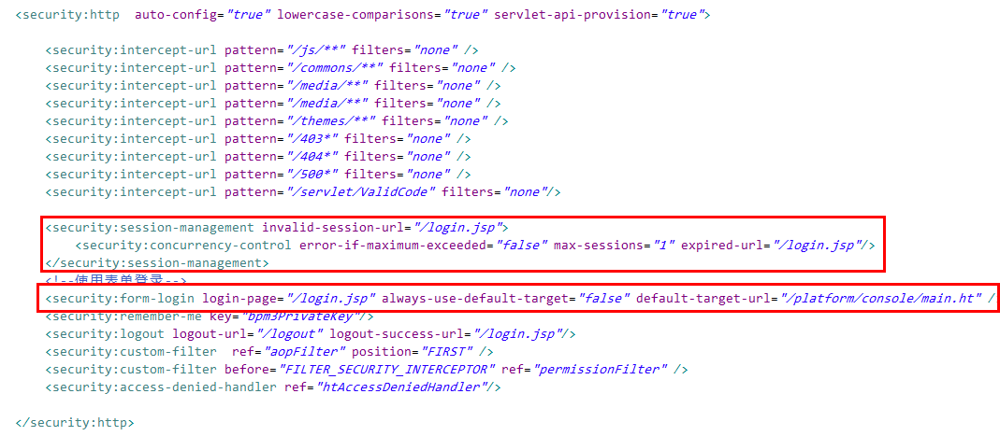 <security:http  auto-config="true" lowercase-comparisons="true" servlet-api-provision="true">
<security:intercept-url pattern="/js/**" filters="none" />
<security:intercept-url pattern="/commons/**" filters="none" />
<security:intercept-url pattern="/media/**" filters="none" />
<security:intercept-url pattern="/media/**" filters="none" />
<security:intercept-url pattern="/themes/**" filters="none" />
<security:intercept-url pattern="/403*" filters="none" />
<security:intercept-url pattern="/404*" filters="none" />
<security:intercept-url pattern="/500*" filters="none" />
<security:intercept-url pattern="/servlet/ValidCode" filters="none"/>
<security:session-management invalid-session-url="/login.jsp">
<security:concurrency-control error-if-maximum-exceeded="false" max-sessions="1" expired-url="/login.jsp"/>
</security:session-management>
<!--使用表单登录-->
<security:form-login login-page="/login.jsp" always-use-default-target="false" default-target-url="/platform/console/main.ht" /
<security:remember-me key="bpm3PrivateKey"/>
<security:logout logout-url="/logout" logout-success-url="/login.jsp"/>
<security:custom-filter  ref="aopFilter" position="FIRST" />
<security:custom-filter before="FILTER_SECURITY_INTERCEPTOR" ref="permissionFilter" />
<security:access-denied-handler ref="htAccessDeniedHandler"/>
</security:http>